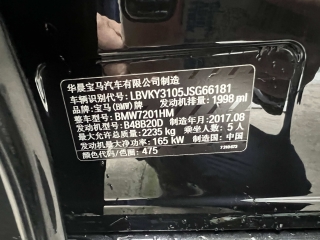 华晨宝马汽车有限公司制造
车辆识别代号: LBVKY3105JSG66181
品牌: 宝马(BMW)牌 发动机排量: 1998 ml
整车型号: BMW7201HM
发动机型号: B48B20D 制造年月: 2017.08
最大允许总质量: 2235 kg 乘坐人数: 5 人
发动机最大净功率: 165 kW 制造国: 中国
颜色代码/色图: 475